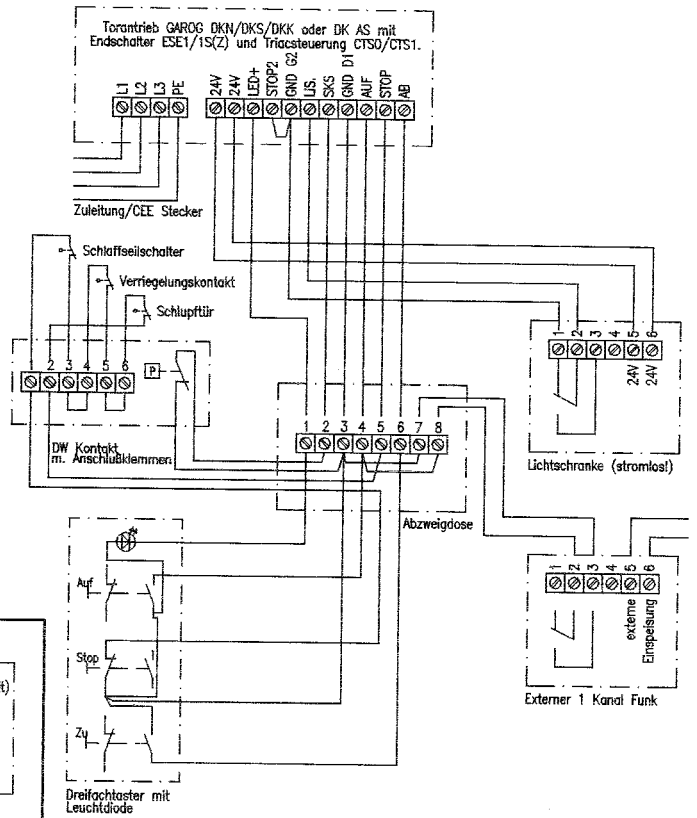 Torantrieb GAROG DKN/DKS/DKK oder DK AS mit
Endschalter ESE1/1S(Z) und Triacsteuerung CTS0/CTS1.
L1 L2 L3 PE
24V 24V LED+ STOP2 GND G2 LIS. SKS GND D1 AUF STOP AB
Zuleitung/CEE Stecker
Schlaffseilschalter
Verriegelungskontakt
Schlupftür
2 3 4 5 6
P
DW Kontakt
m. Anschlußklemmen
1 2 3 4 5 6 7 8
Abzweigdose
1 2 3 4 5 6
24V 24V
Lichtschranke (stromlos!)
1 2 3 4 5 6
externe
Einspeisung
Externer 1 Kanal Funk
Auf
Stop
Zu
Dreifachtaster mit
Leuchtdiode